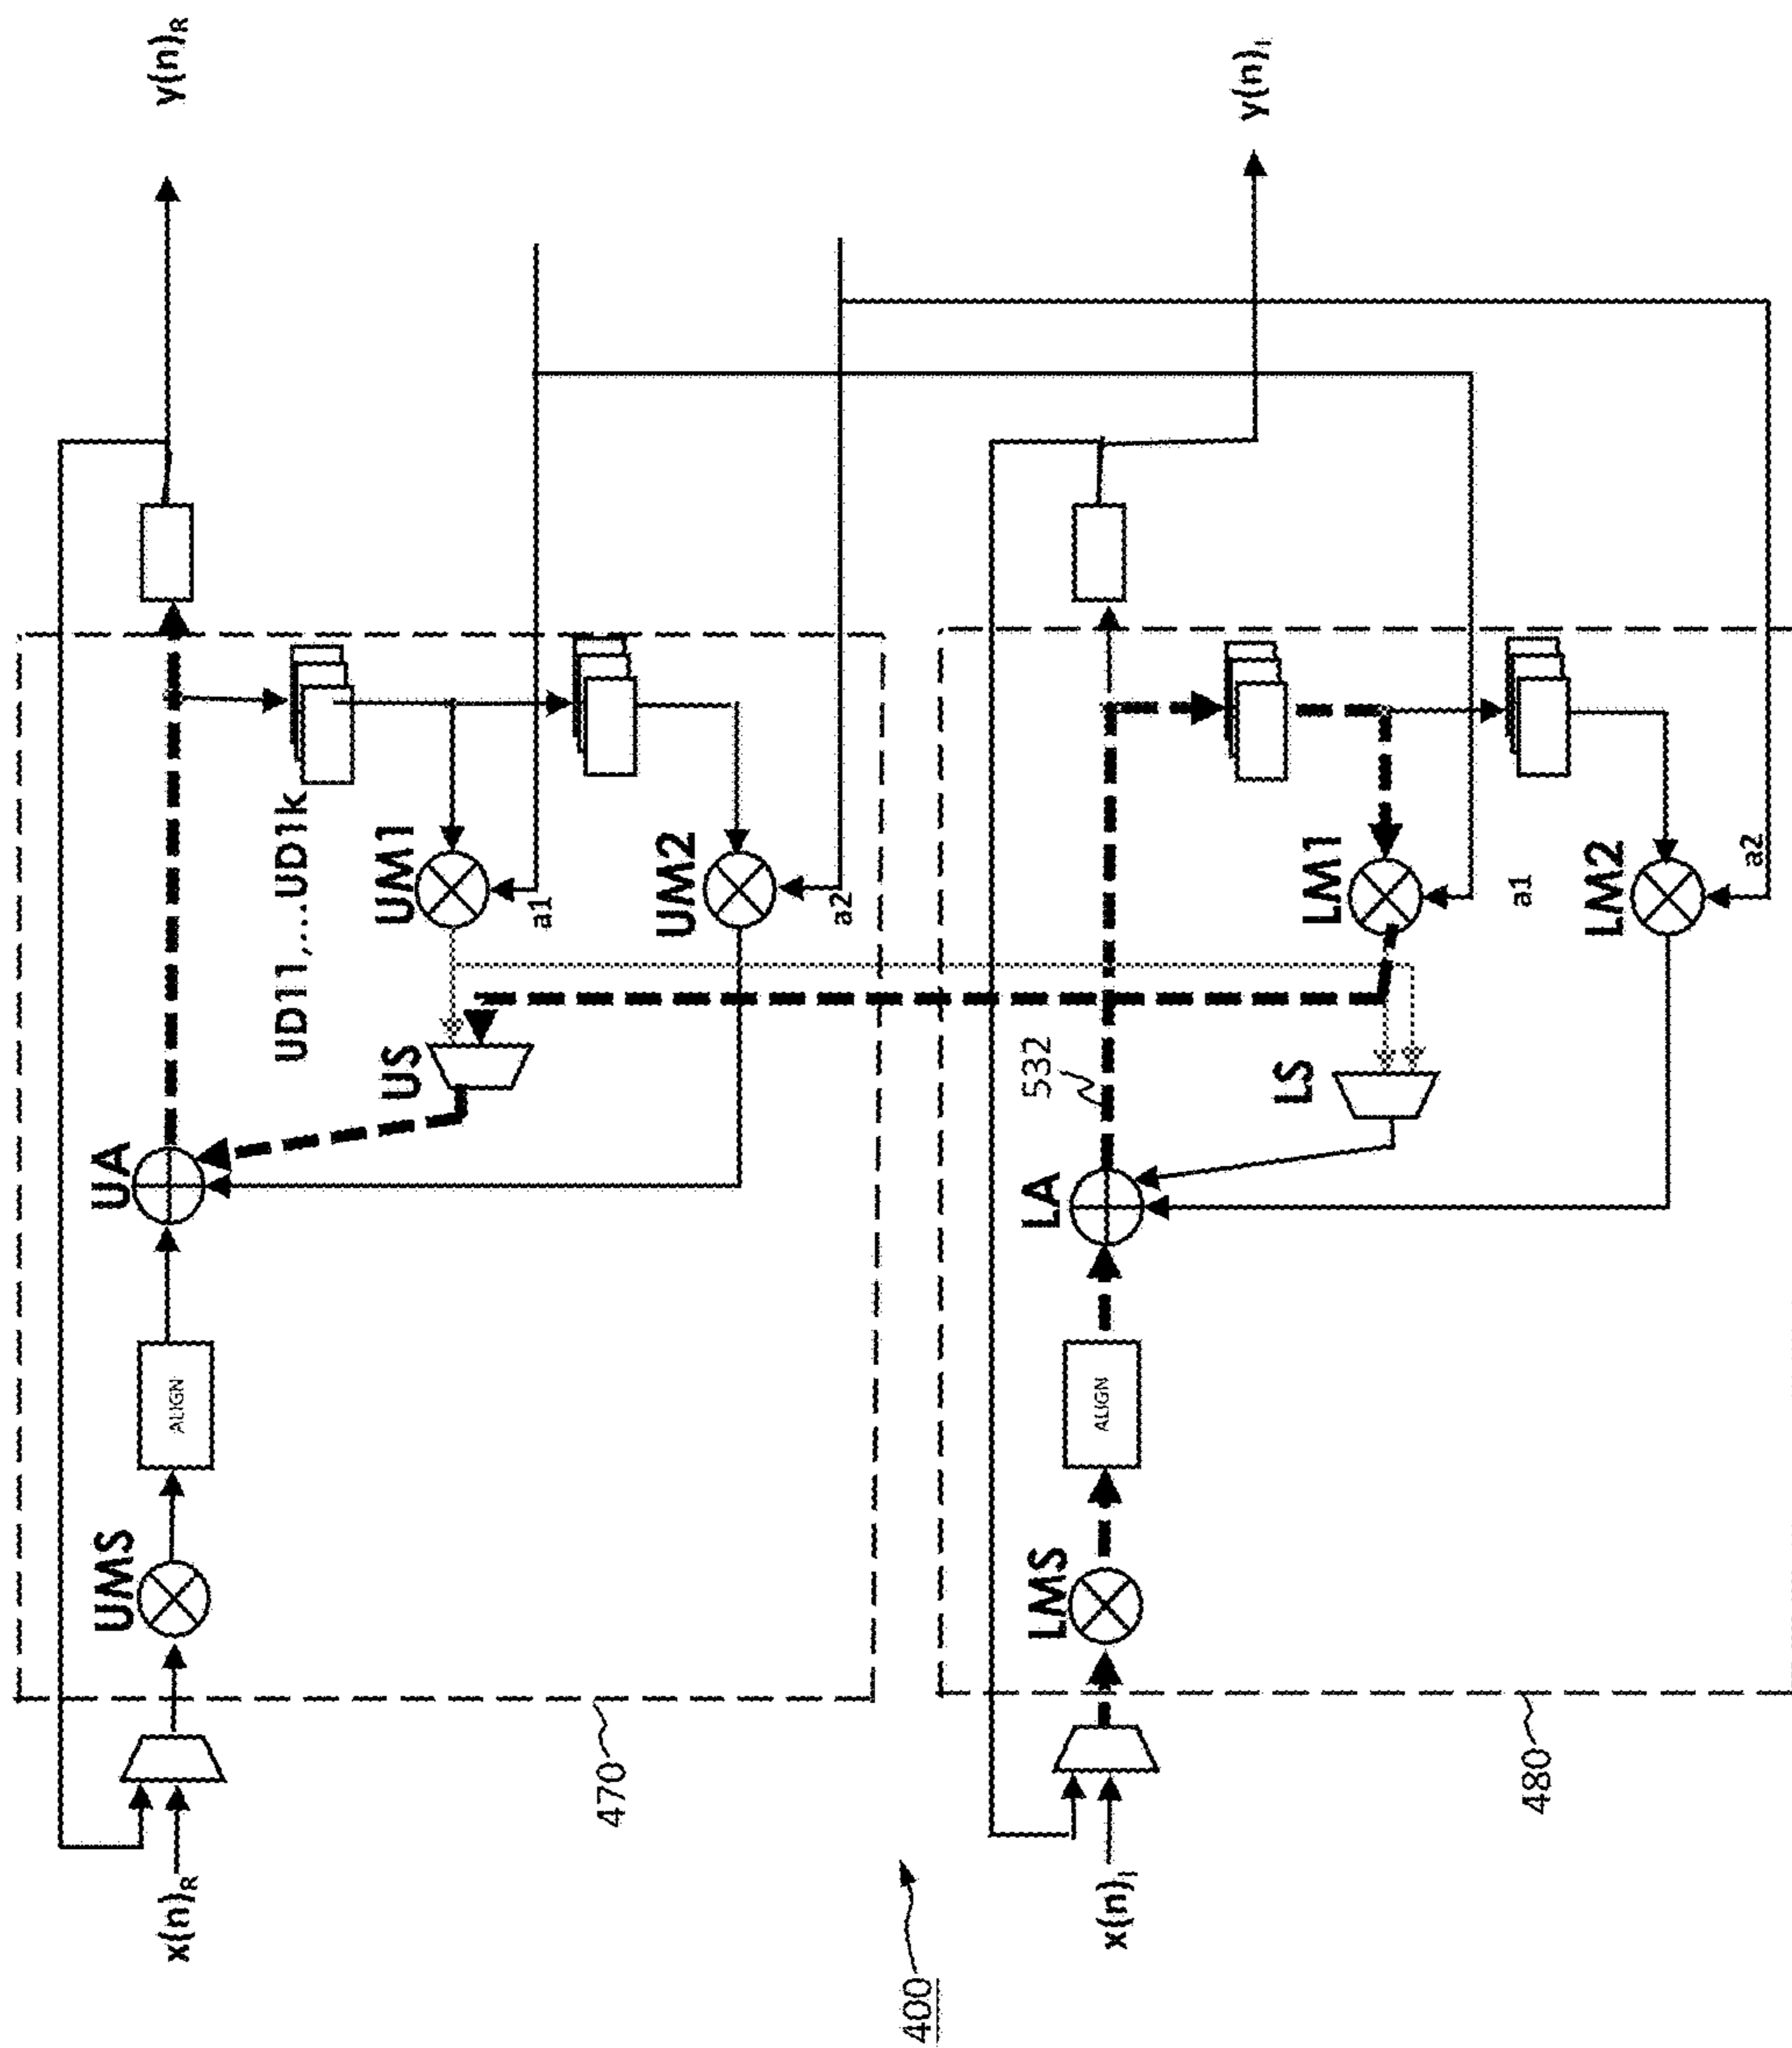 x(n)R
UMS
ALIGN
UA
y(n)R
UD11,...UD1k
US
UM1
a1
UM2
a2
470
400
x(n)I
LMS
ALIGN
LA
532
y(n)I
LS
LM1
a1
LM2
a2
480